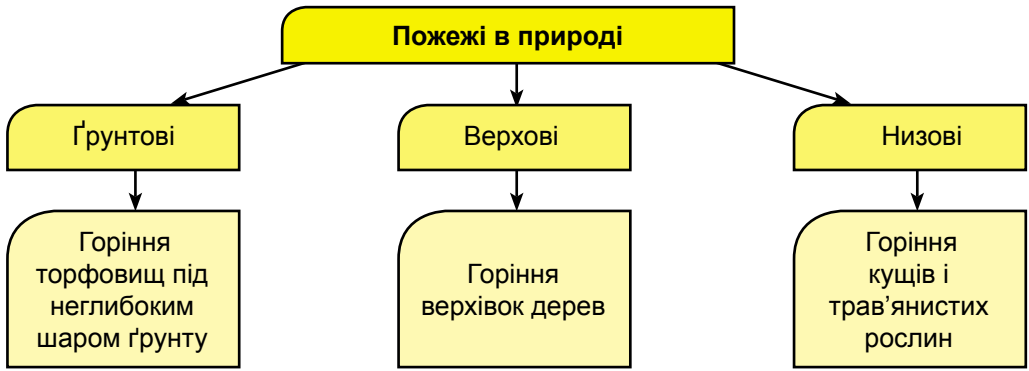 Пожежі в природі
Ґрунтові
Верхові
Низові
Горіння
торфовищ під
неглибоким
шаром ґрунту
Горіння
верхівок дерев
Горіння
кущів і
трав’янистих
рослин